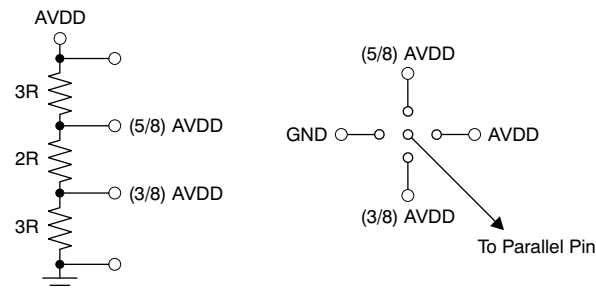 AVDD
3R
(5/8) AVDD
2R
(3/8) AVDD
3R
(5/8) AVDD
GND
AVDD
(3/8) AVDD
To Parallel Pin